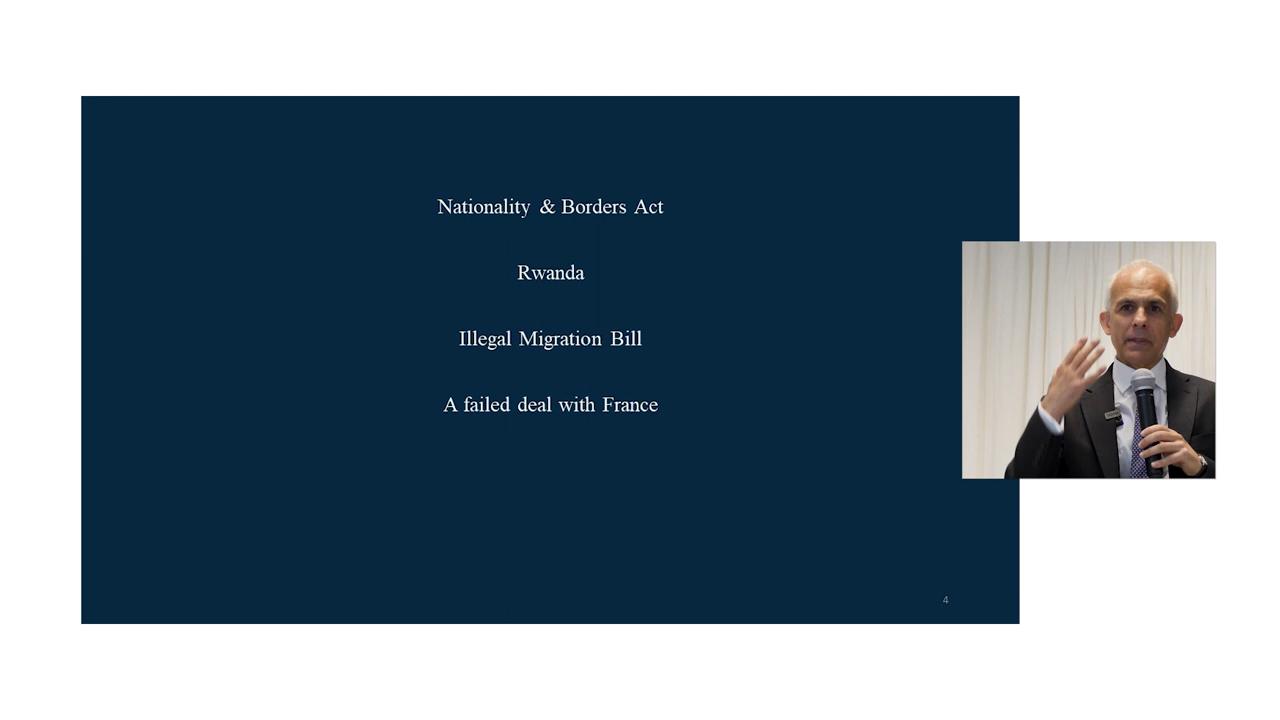 Nationality & Borders Act
Rwanda
Illegal Migration Bill
A failed deal with France
4